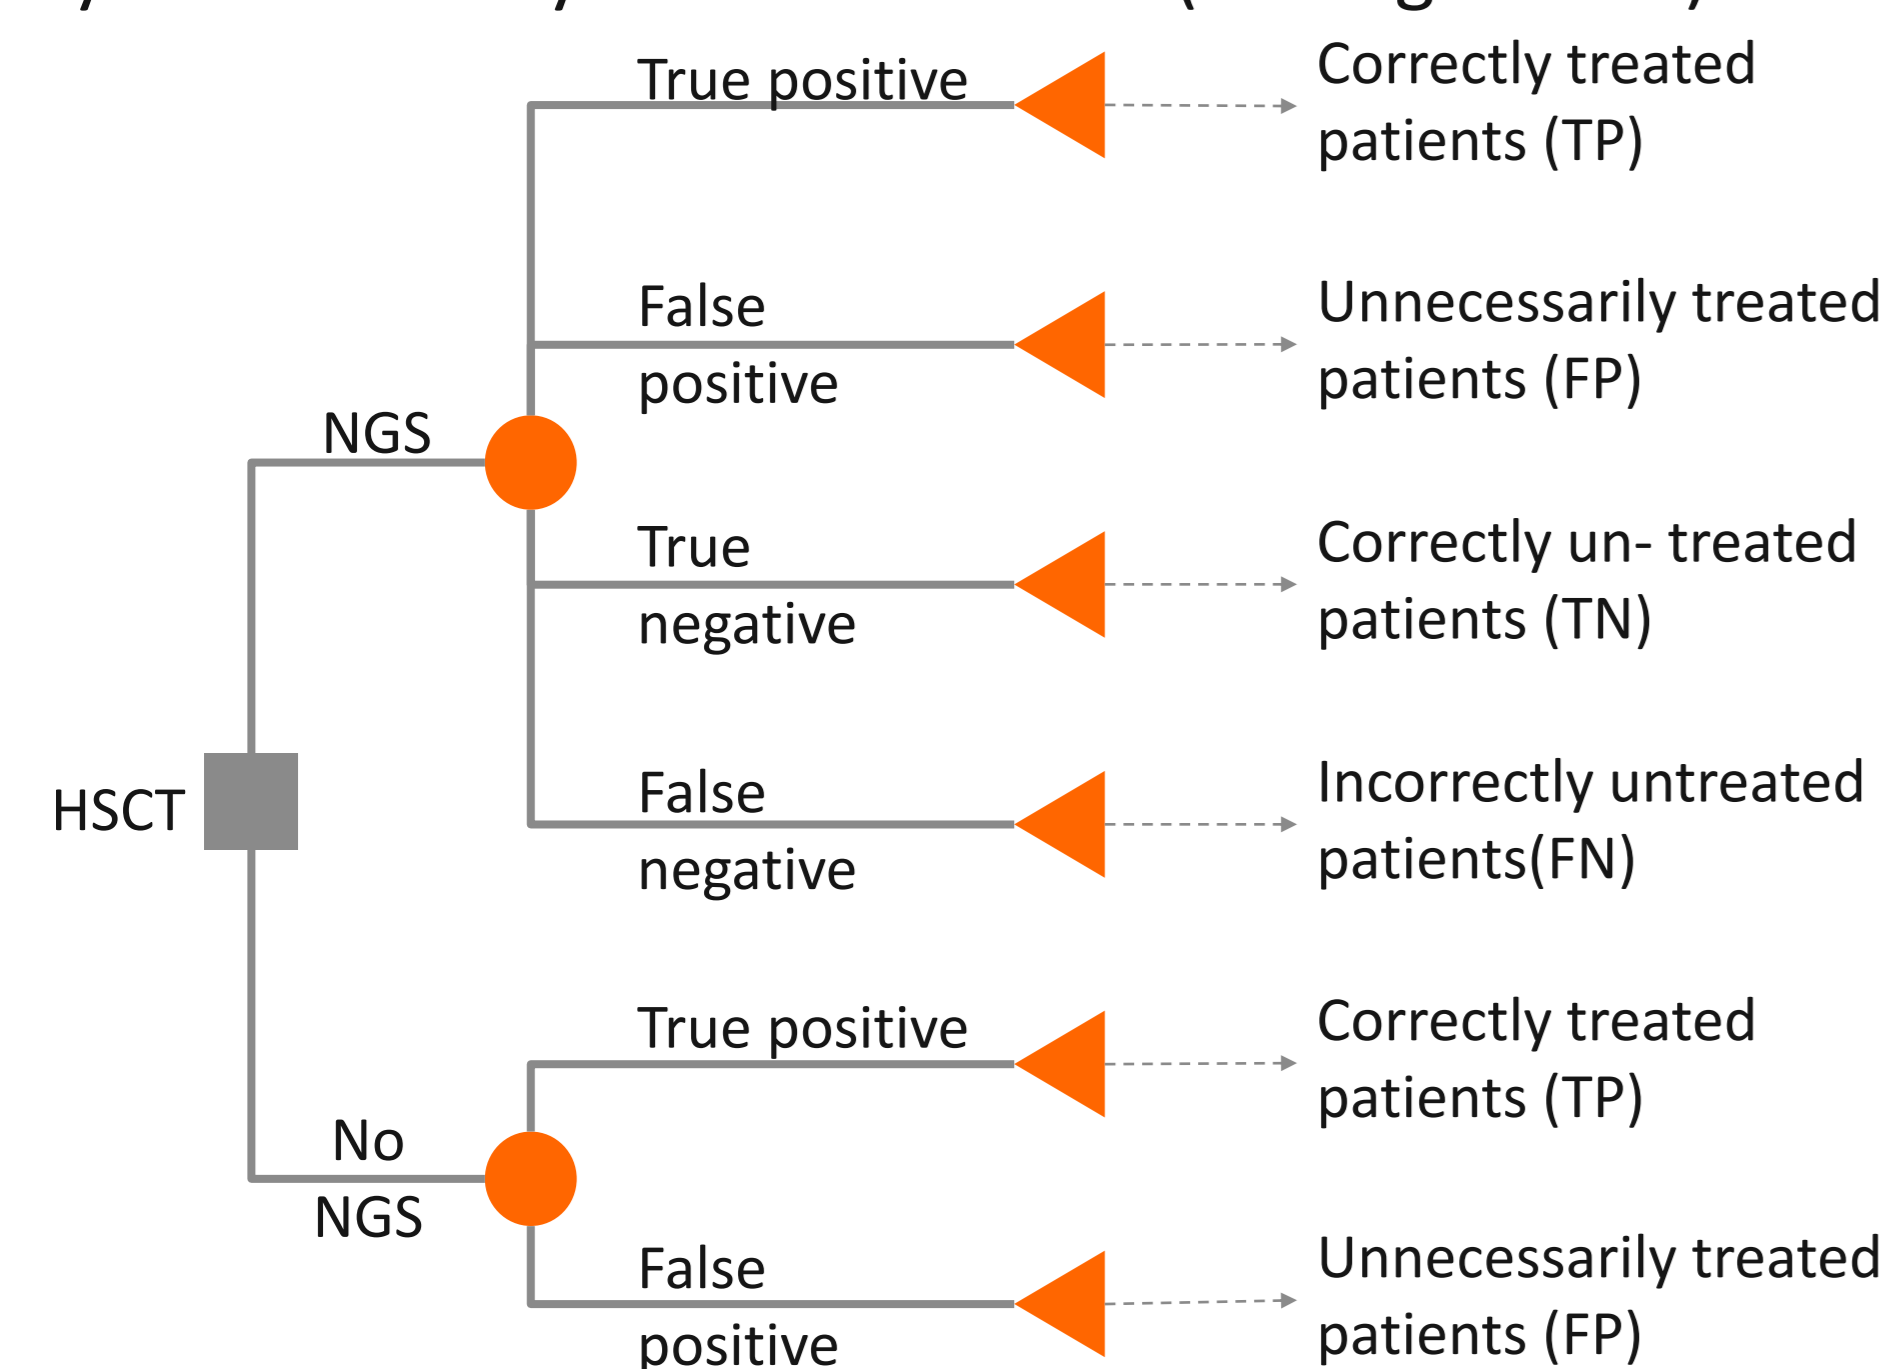 True positive
Correctly treated
patients (TP)
False
positive
Unnecessarily treated
patients (FP)
NGS
True
negative
Correctly un- treated
patients (TN)
False
negative
Incorrectly untreated
patients(FN)
HSCT
True positive
Correctly treated
patients (TP)
No
NGS
False
positive
Unnecessarily treated
patients (FP)